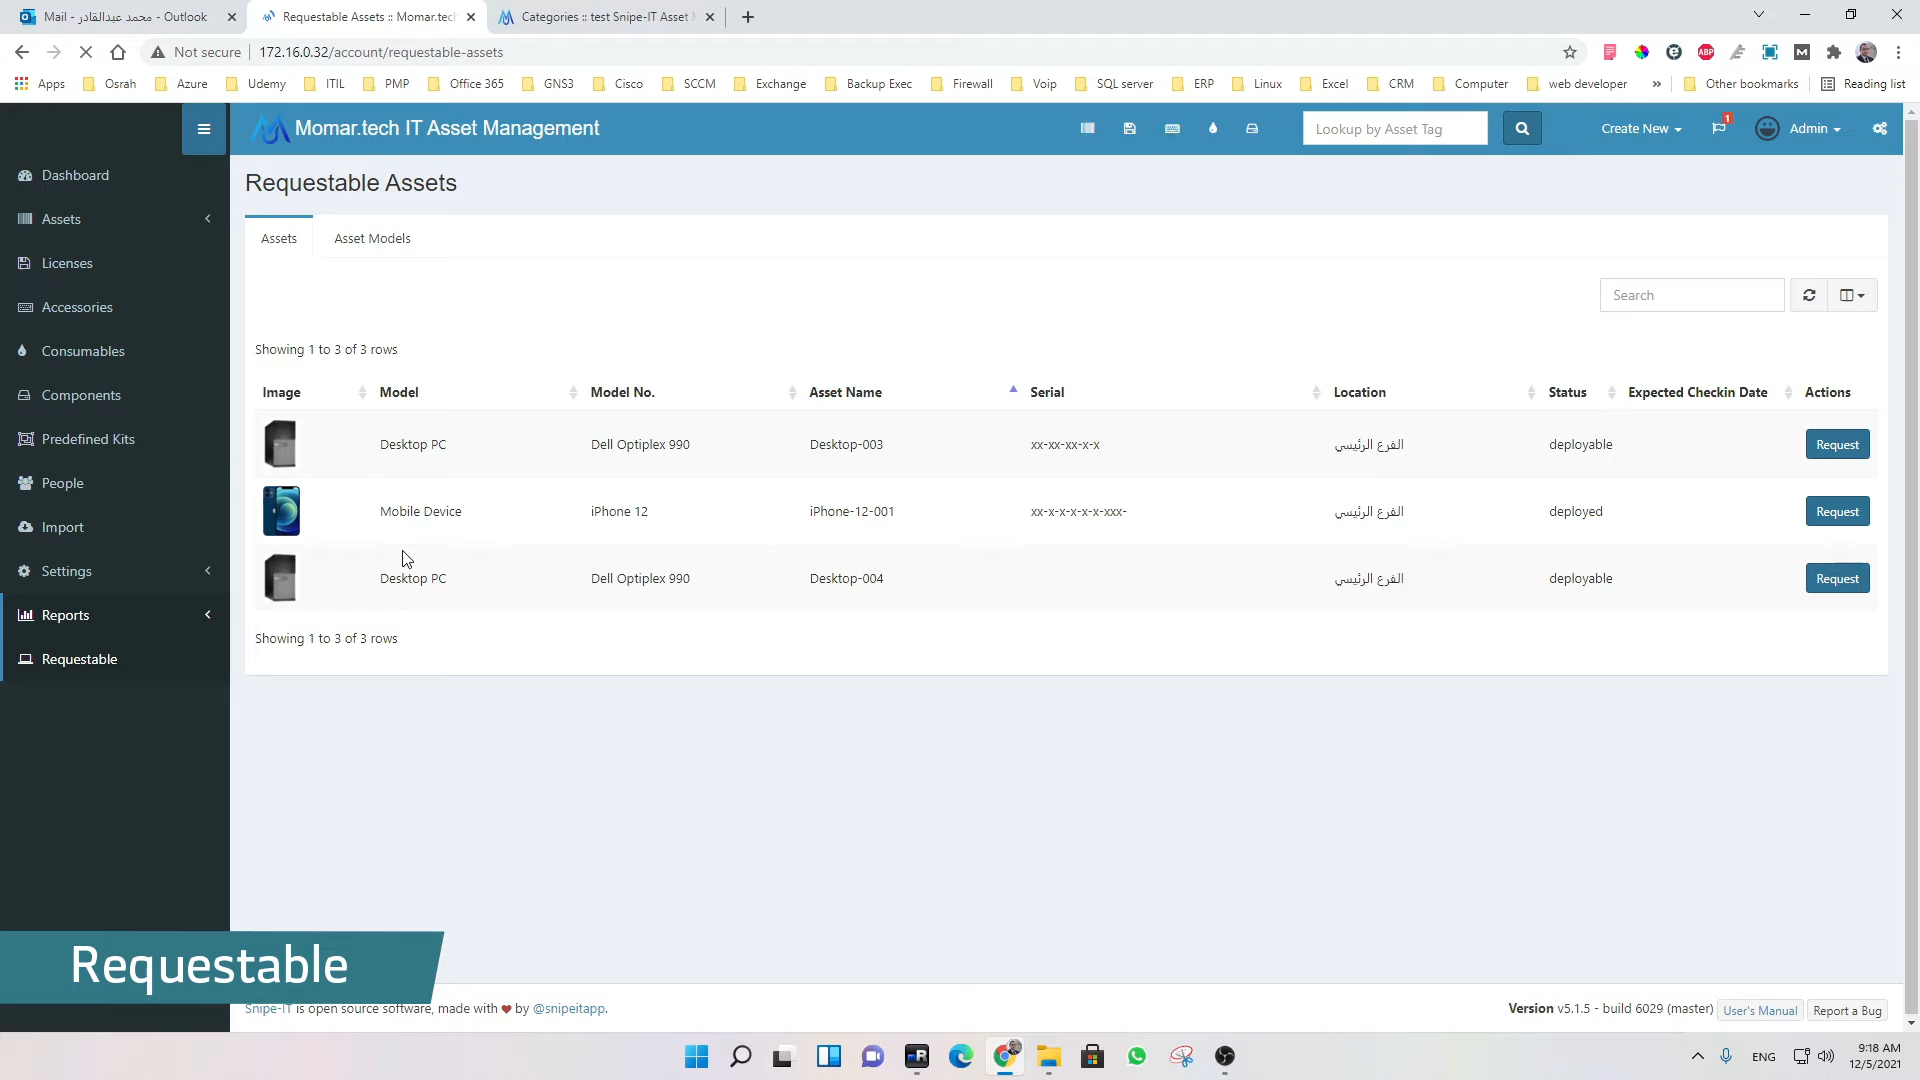 Mail - محمد عبدالقادر - Outlook
Requestable Assets :: Momar.tech
Categories :: test Snipe-IT Asset
Not secure
172.16.0.32/account/requestable-assets
Apps Osrah Azure Udemy ITIL PMP Office 365 GNS3 Cisco SCCM Exchange Backup Exec Firewall Voip SQL server ERP Linux Excel CRM Computer web developer » Other bookmarks Reading list
Momar.tech IT Asset Management
Lookup by Asset Tag
Create New
1
Admin
Dashboard
Assets
Licenses
Accessories
Consumables
Components
Predefined Kits
People
Import
Settings
Reports
Requestable
Requestable Assets
Assets Asset Models
Search
Showing 1 to 3 of 3 rows
Image Model Model No. Asset Name Serial Location Status Expected Checkin Date Actions
Desktop PC Dell Optiplex 990 Desktop-003 xx-xx-xx-x-x الفرع الرئيسي deployable Request
Mobile Device iPhone 12 iPhone-12-001 xx-x-x-x-x-x-xxx- الفرع الرئيسي deployed Request
Desktop PC Dell Optiplex 990 Desktop-004 الفرع الرئيسي deployable Request
Showing 1 to 3 of 3 rows
Requestable
Snipe-IT is open source software, made with ♥ by @snipeitapp.
Version v5.1.5 - build 6029 (master) User's Manual Report a Bug
ENG
9:18 AM
12/5/2021